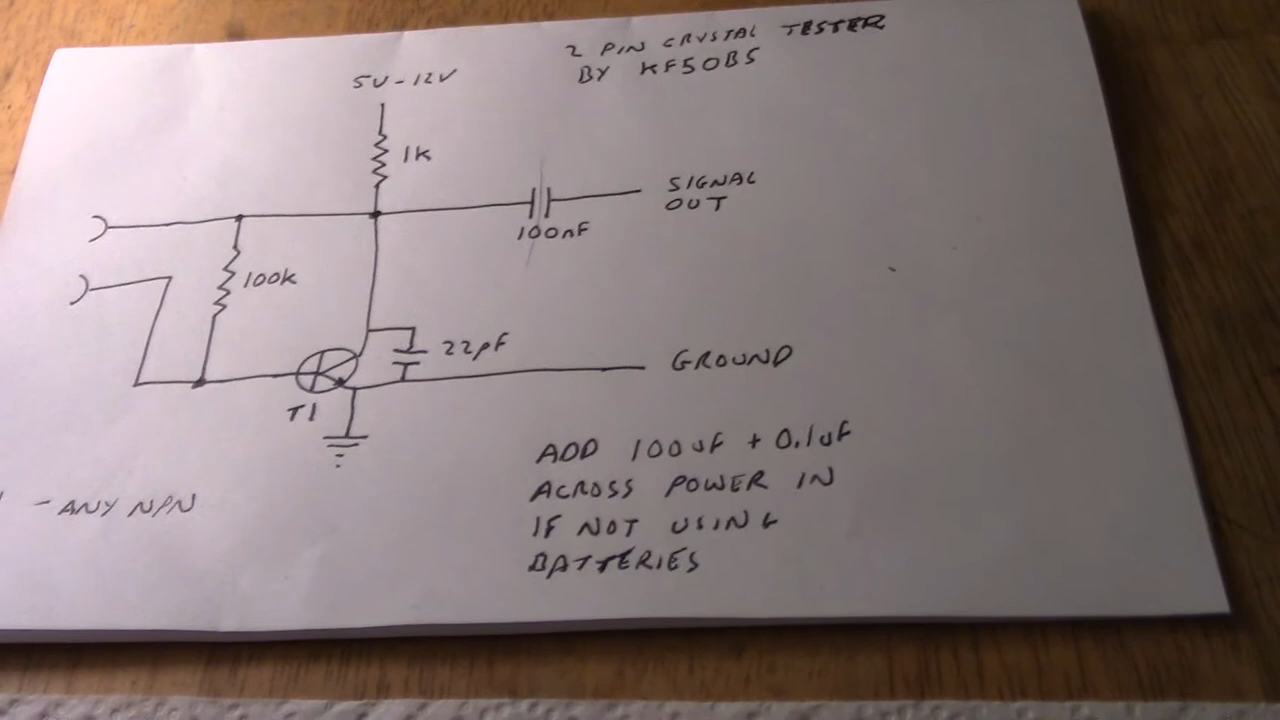 2 PIN CRYSTAL TESTER
BY KF5OBS
5V-12V
1k
SIGNAL
OUT
100nF
100k
22pF
GROUND
T1
ADD 100uF + 0.1uF
ACROSS POWER IN
IF NOT USING
BATTERIES
- ANY NPN